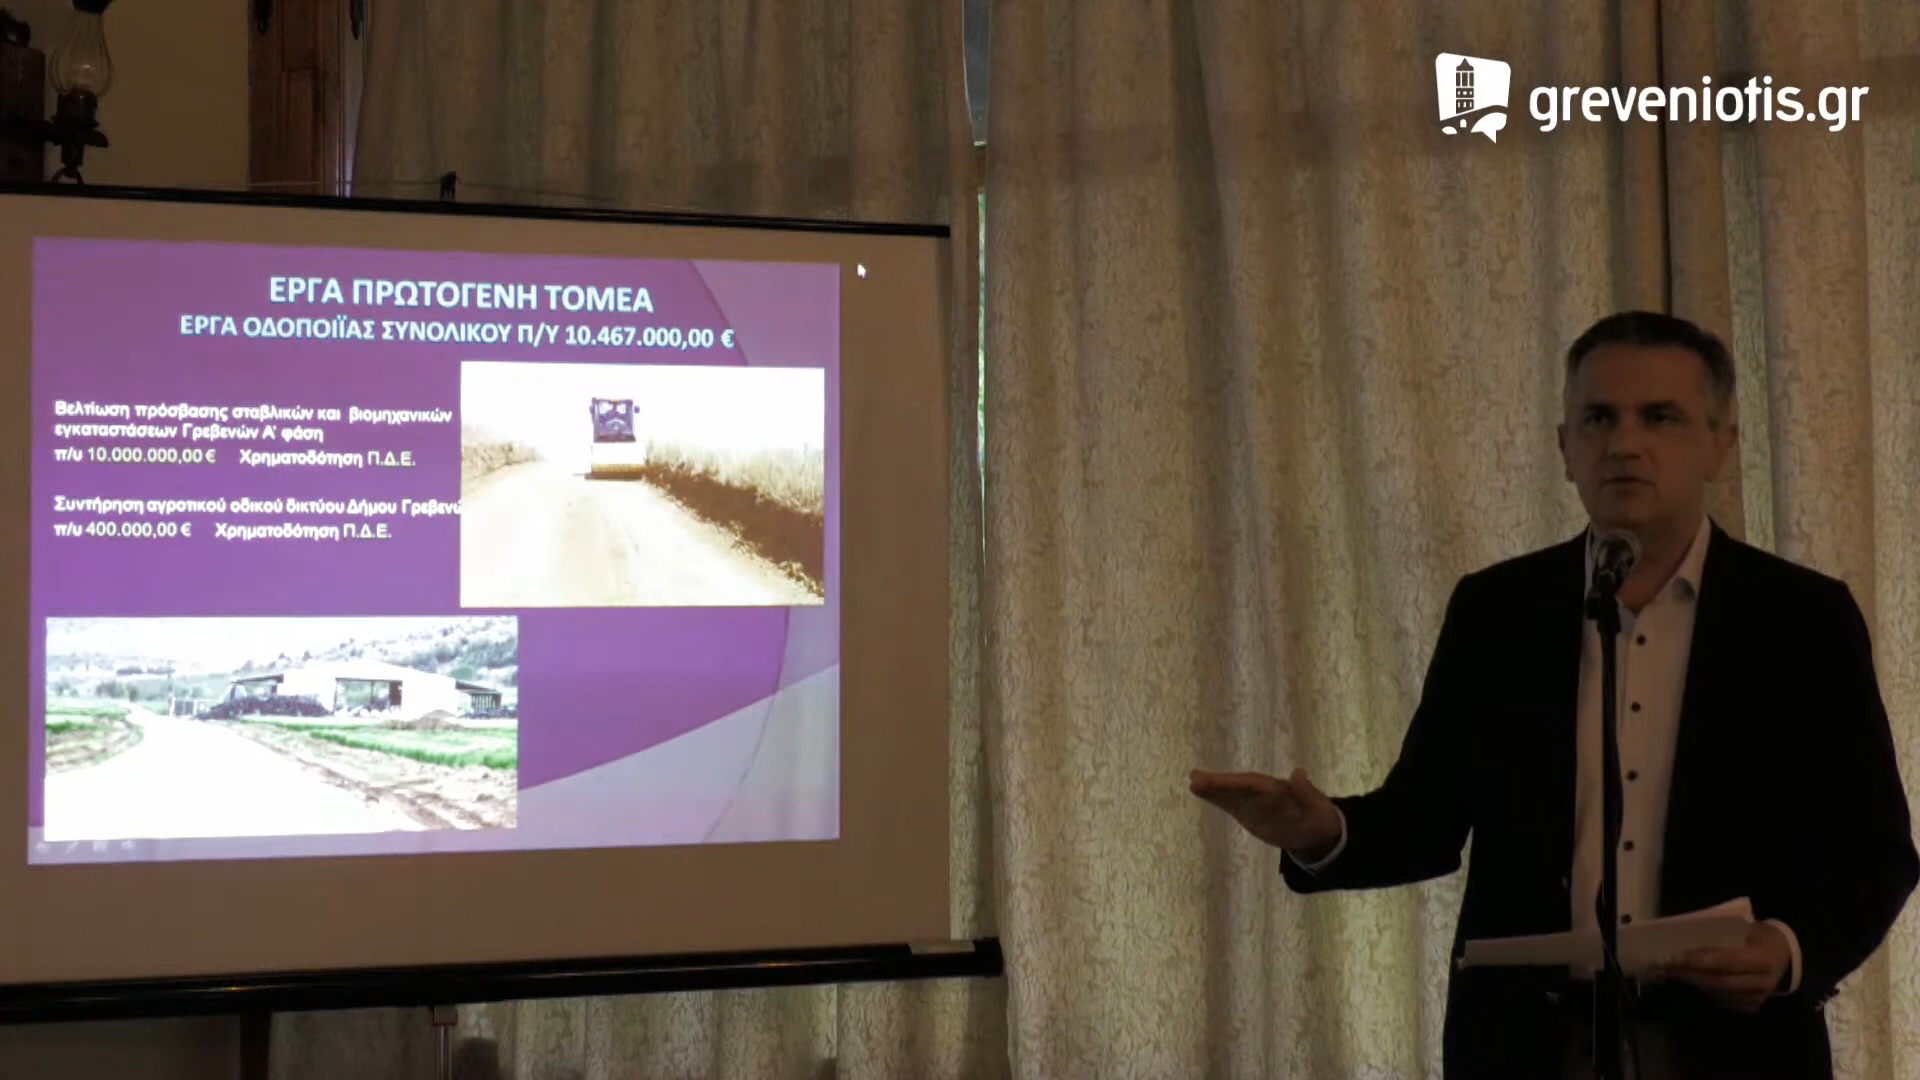 greveniotis.gr
ΕΡΓΑ ΠΡΩΤΟΓΕΝΗ ΤΟΜΕΑ
ΕΡΓΑ ΟΔΟΠΟΙΪΑΣ ΣΥΝΟΛΙΚΟΥ Π/Υ 10.467.000,00 €
Βελτίωση πρόσβασης σταβλικών και βιομηχανικών
εγκαταστάσεων Γρεβενών Α' φάση
π/υ 10.000.000,00 € Χρηματοδότηση Π.Δ.Ε.
Συντήρηση αγροτικού οδικού δικτύου Δήμου Γρεβενώ
π/υ 400.000,00 € Χρηματοδότηση Π.Δ.Ε.